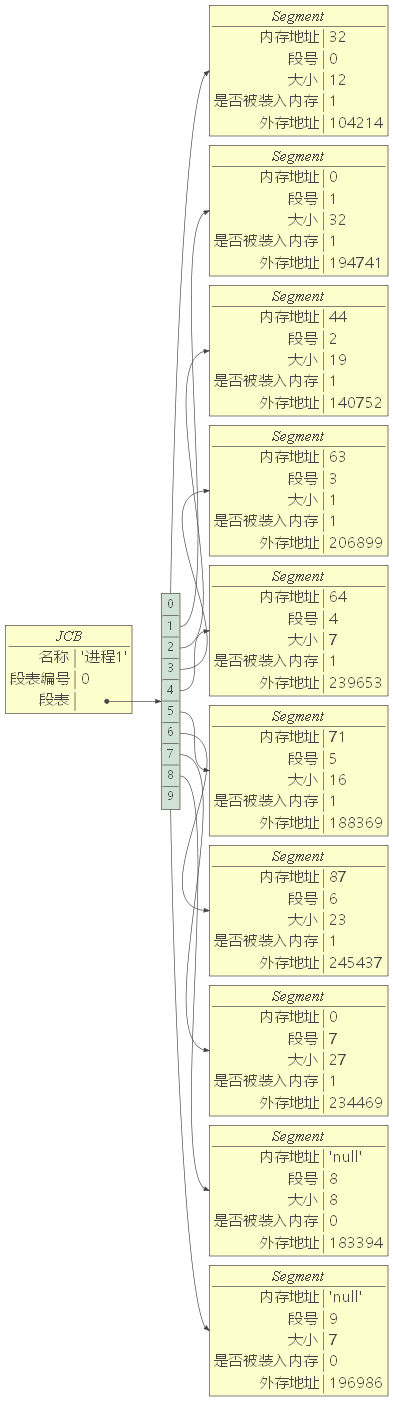 Segment
内存地址 32
段号 0
大小 12
是否被装入内存 1
外存地址 104214
Segment
内存地址 0
段号 1
大小 32
是否被装入内存 1
外存地址 194741
Segment
内存地址 44
段号 2
大小 19
是否被装入内存 1
外存地址 140752
Segment
内存地址 63
段号 3
大小 1
是否被装入内存 1
外存地址 206899
Segment
内存地址 64
段号 4
大小 7
是否被装入内存 1
外存地址 239653
JCB
名称 '进程1'
段表编号 0
段表
0
1
2
3
4
5
6
7
8
9
Segment
内存地址 71
段号 5
大小 16
是否被装入内存 1
外存地址 188369
Segment
内存地址 87
段号 6
大小 23
是否被装入内存 1
外存地址 245437
Segment
内存地址 0
段号 7
大小 27
是否被装入内存 1
外存地址 234469
Segment
内存地址 'null'
段号 8
大小 8
是否被装入内存 0
外存地址 183394
Segment
内存地址 'null'
段号 9
大小 7
是否被装入内存 0
外存地址 196986